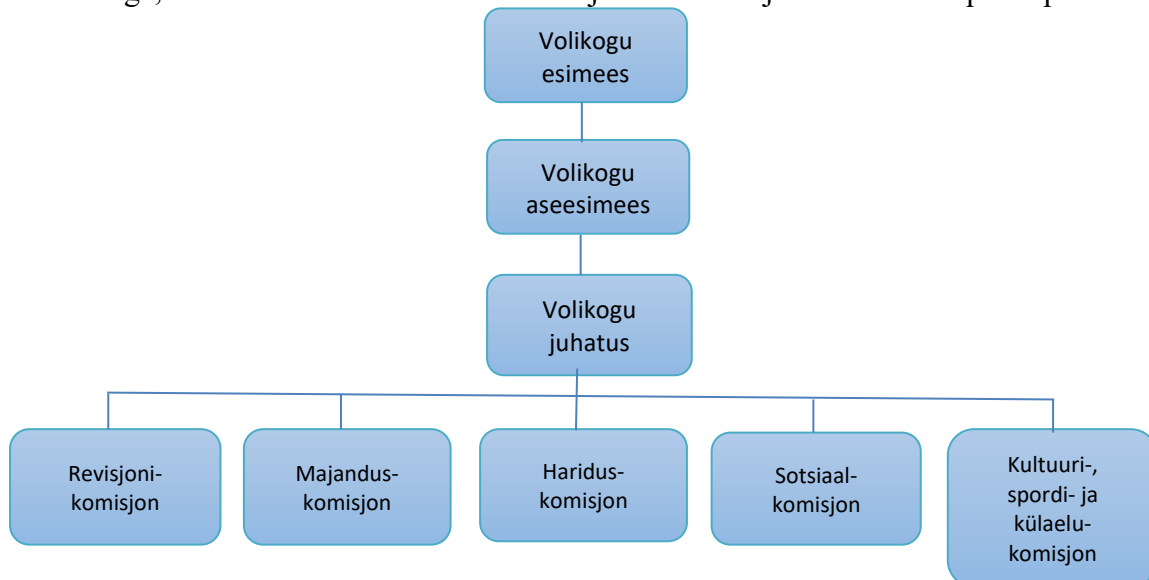 Volikogu
esimees
Volikogu
aseesimees
Volikogu
juhatus
Revisjoni-
komisjon
Majandus-
komisjon
Haridus-
komisjon
Sotsiaal-
komisjon
Kultuuri-,
spordi- ja
külaelu-
komisjon